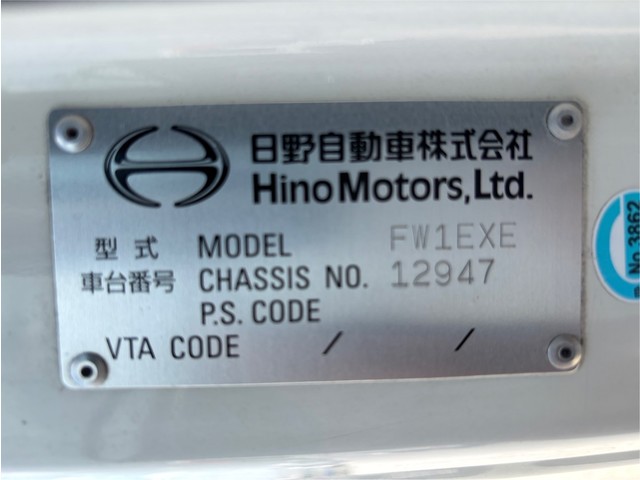 日野自動車株式会社
Hino Motors, Ltd.
型式 MODEL FW1EXE
車台番号 CHASSIS NO. 12947
P.S. CODE
VTA CODE / /
No.3862